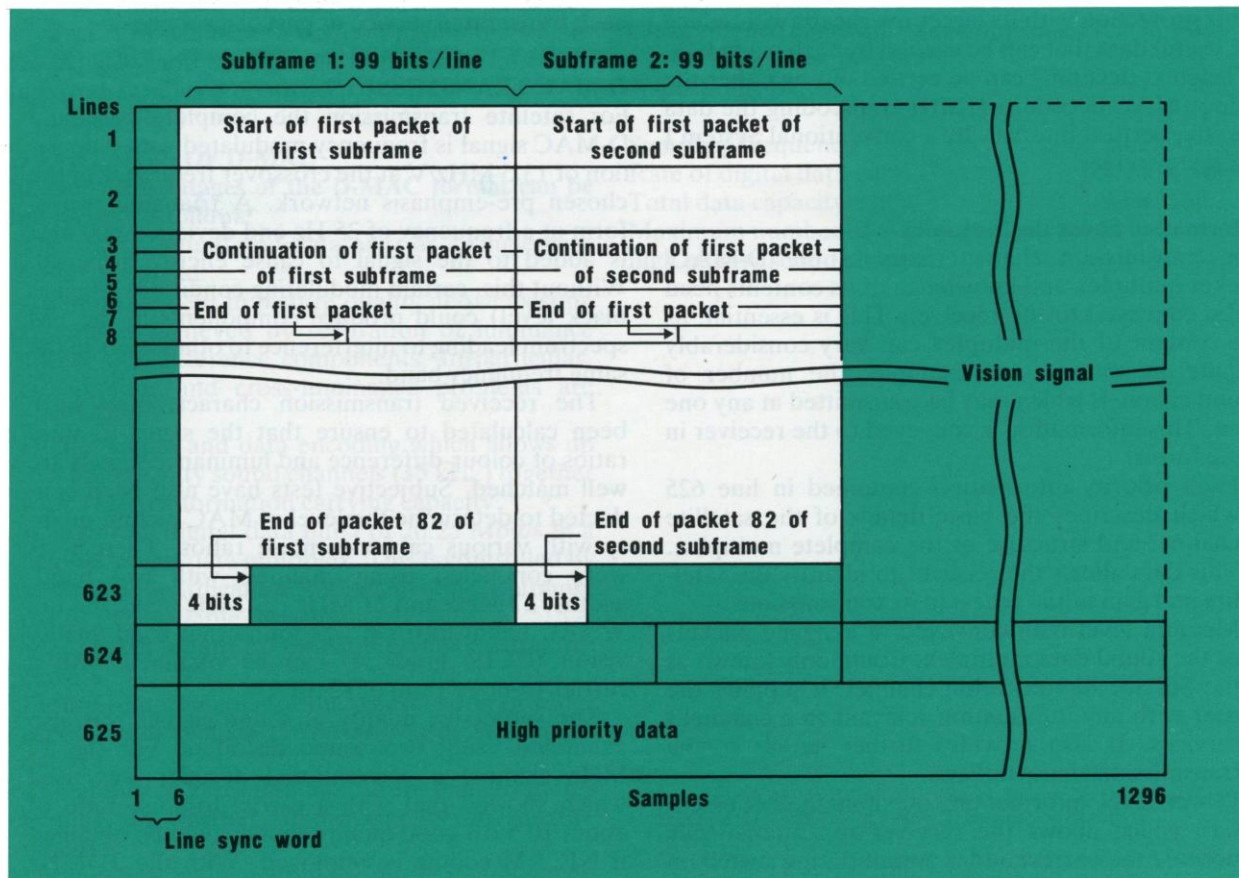 Subframe 1: 99 bits/line
Subframe 2: 99 bits/line
Lines
1
Start of first packet of
first subframe
Start of first packet of
second subframe
2
3
Continuation of first packet
of first subframe
Continuation of first packet
of second subframe
4
5
6
End of first packet
End of first packet
7
8
Vision signal
End of packet 82 of
first subframe
End of packet 82 of
second subframe
623
4 bits
4 bits
624
625
High priority data
1
6
Samples
1296
Line sync word